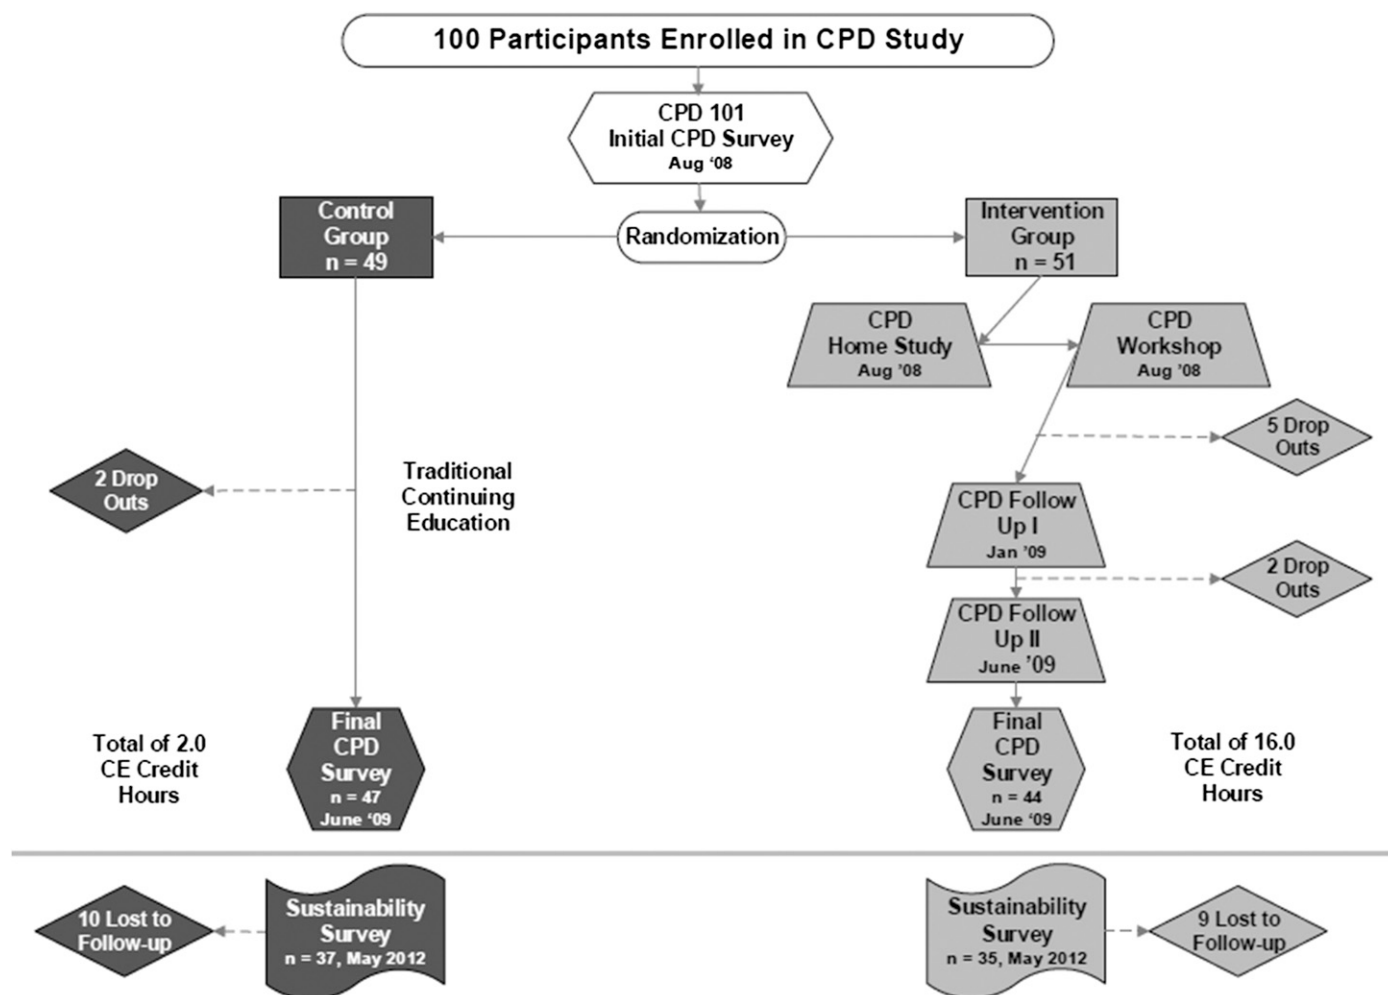 100 Participants Enrolled in CPD Study
CPD 101
Initial CPD Survey
Aug ‘08
Control
Group
n = 49
Randomization
Intervention
Group
n = 51
CPD
Home Study
Aug ’08
CPD
Workshop
Aug ’08
5 Drop
Outs
2 Drop
Outs
Traditional
Continuing
Education
CPD Follow
Up I
Jan ’09
2 Drop
Outs
CPD Follow
Up II
June ’09
Total of 2.0
CE Credit
Hours
Final
CPD
Survey
n = 47
June ‘09
Final
CPD
Survey
n = 44
June ‘09
Total of 16.0
CE Credit
Hours
10 Lost to
Follow-up
Sustainability
Survey
n = 37, May 2012
Sustainability
Survey
n = 35, May 2012
9 Lost to
Follow-up